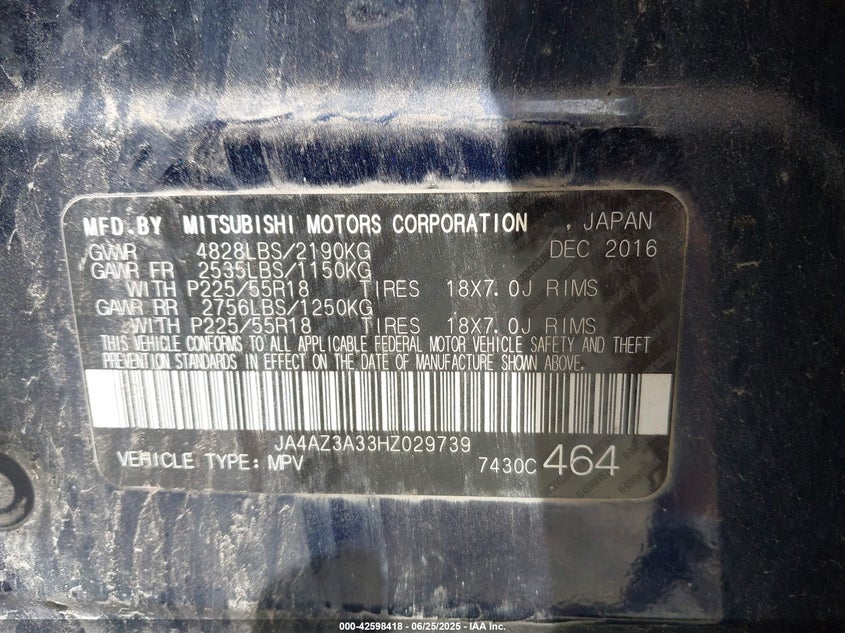 MFD.BY MITSUBISHI MOTORS CORPORATION , JAPAN
GVWR 4828LBS/2190KG DEC 2016
GAWR FR 2535LBS/1150KG
WITH P225/55R18 TIRES 18X7.0J RIMS
GAWR RR 2756LBS/1250KG
WITH P225/55R18 TIRES 18X7.0J RIMS
THIS VEHICLE CONFORMS TO ALL APPLICABLE FEDERAL MOTOR VEHICLE SAFETY AND THEFT
PREVENTION STANDARDS IN EFFECT ON THE DATE OF MANUFACTURE SHOWN ABOVE.
JA4AZ3A33HZ029739
VEHICLE TYPE: MPV 7430C 464
000-42598418 - 06/25/2025 - IAA Inc.